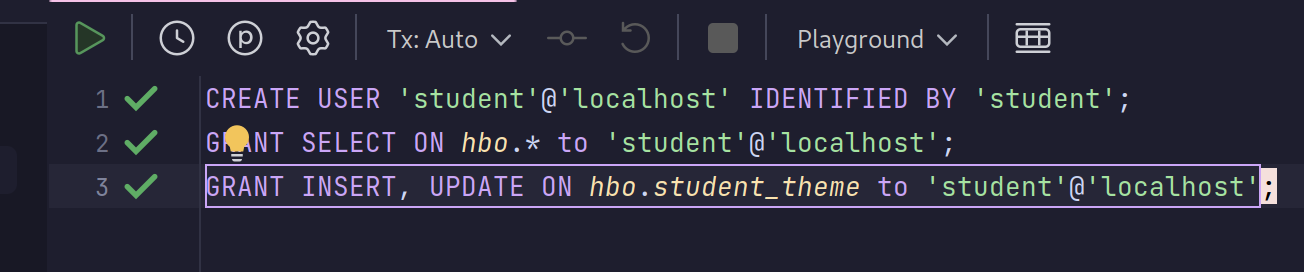 Tx: Auto Playground
1 CREATE USER 'student'@'localhost' IDENTIFIED BY 'student';
2 GRANT SELECT ON hbo.* to 'student'@'localhost';
3 GRANT INSERT, UPDATE ON hbo.student_theme to 'student'@'localhost';